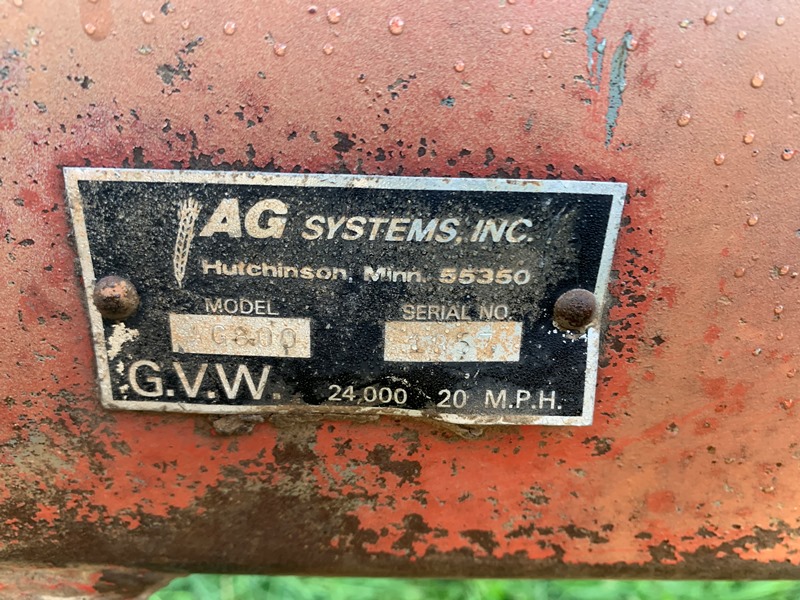 AG SYSTEMS, INC.
Hutchinson, Minn. 55350
MODEL SERIAL NO.
G.V.W. 24,000 20 M.P.H.